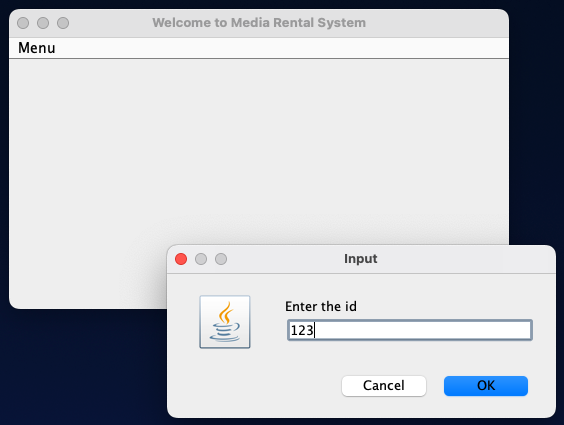 Welcome to Media Rental System
Menu
Input
Enter the id
123
Cancel
OK